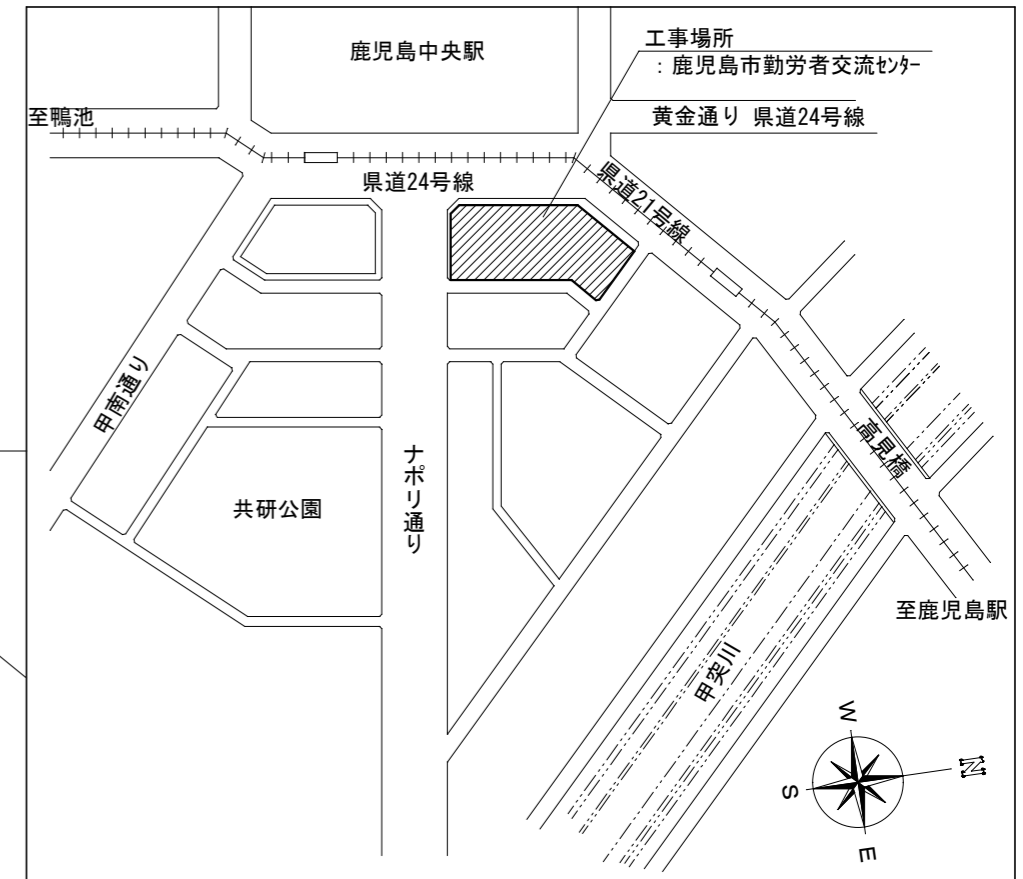 鹿児島中央駅
工事場所
：鹿児島市勤労者交流ｾﾝﾀｰ
至鴨池
黄金通り 県道24号線
県道24号線
県道21号線
甲南通り
高見橋
ナポリ通り
共研公園
至鹿児島駅
甲突川
W
N
S
E